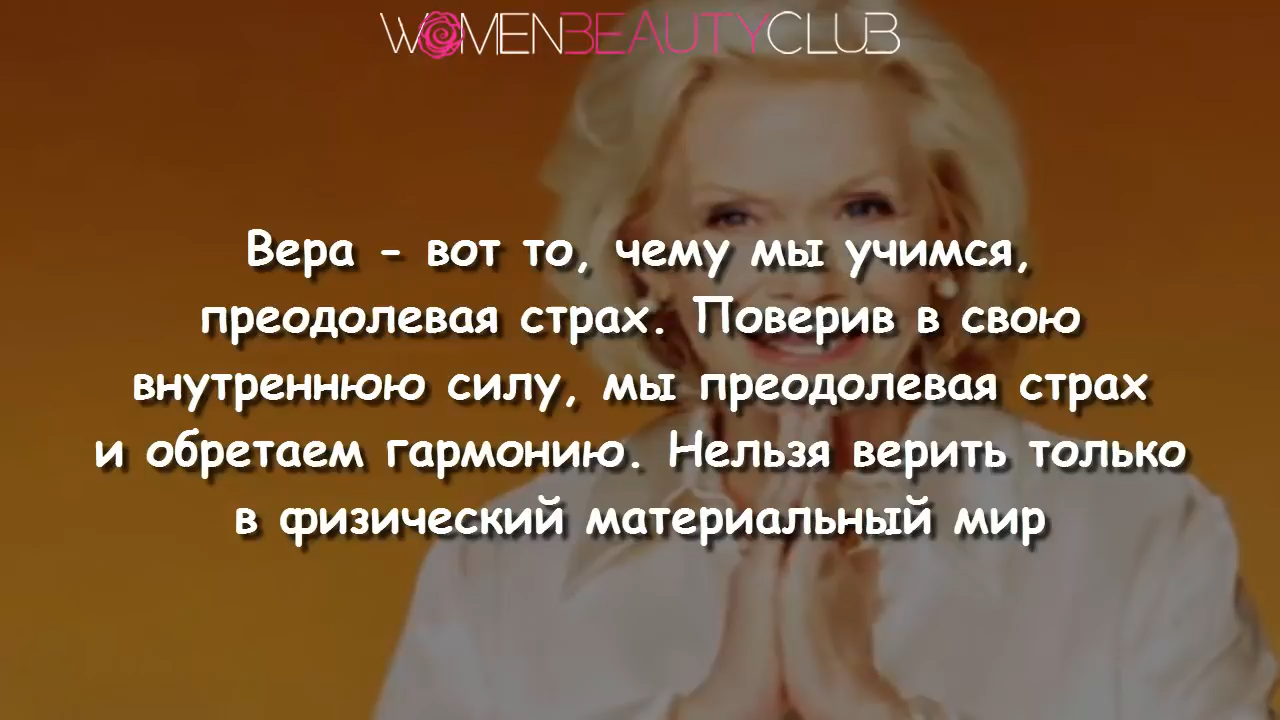 WOMENBEAUTYCLUB
Вера - вот то, чему мы учимся,
преодолевая страх. Поверив в свою
внутреннюю силу, мы преодолевая страх
и обретаем гармонию. Нельзя верить только
в физический материальный мир